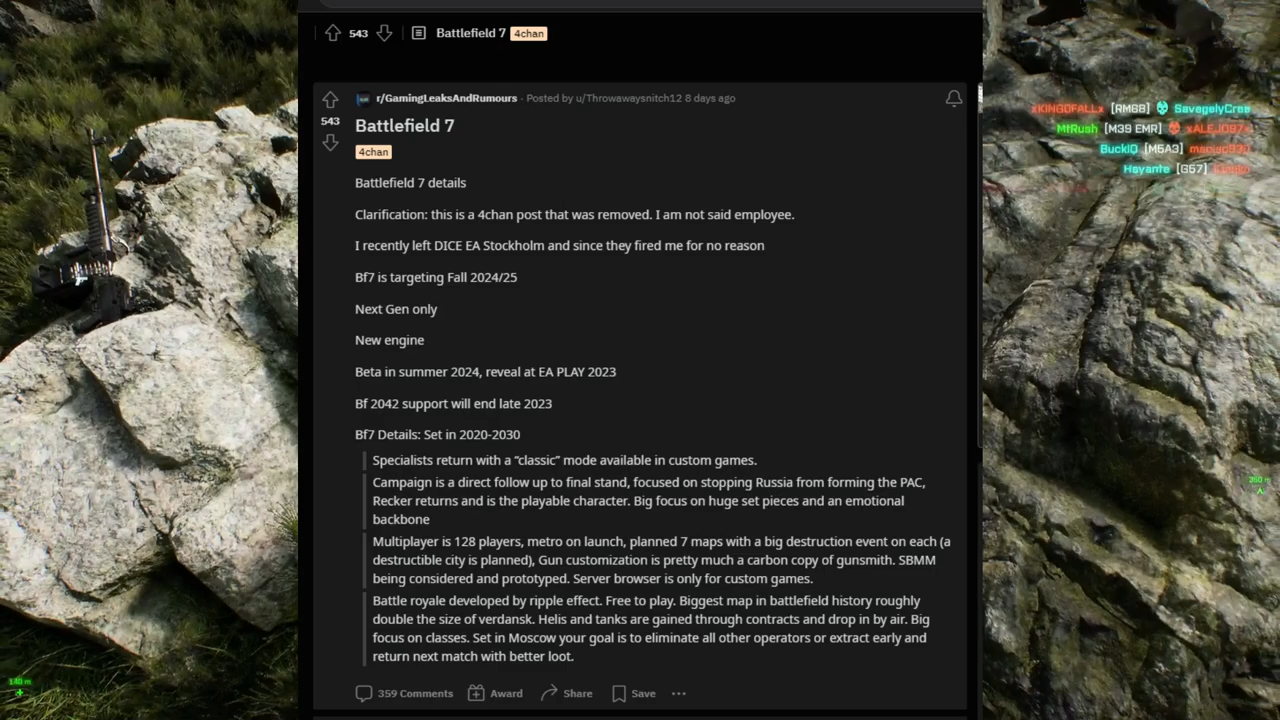 543 Battlefield 7 4chan
r/GamingLeaksAndRumours · Posted by u/Throwawaysnitch12 8 days ago
543
Battlefield 7
4chan
Battlefield 7 details
Clarification: this is a 4chan post that was removed. I am not said employee.
I recently left DICE EA Stockholm and since they fired me for no reason
Bf7 is targeting Fall 2024/25
Next Gen only
New engine
Beta in summer 2024, reveal at EA PLAY 2023
Bf 2042 support will end late 2023
Bf7 Details: Set in 2020-2030
Specialists return with a “classic” mode available in custom games.
Campaign is a direct follow up to final stand, focused on stopping Russia from forming the PAC,
Recker returns and is the playable character. Big focus on huge set pieces and an emotional
backbone
Multiplayer is 128 players, metro on launch, planned 7 maps with a big destruction event on each (a
destructible city is planned), Gun customization is pretty much a carbon copy of gunsmith. SBMM
being considered and prototyped. Server browser is only for custom games.
Battle royale developed by ripple effect. Free to play. Biggest map in battlefield history roughly
double the size of verdansk. Helis and tanks are gained through contracts and drop in by air. Big
focus on classes. Set in Moscow your goal is to eliminate all other operators or extract early and
return next match with better loot.
359 Comments Award Share Save
xKINGOFALLx [RM68] SavagelyCree
MtRush [M39 EMR]
BuckIQ [M5A3]
Hayante [G57]
140 m